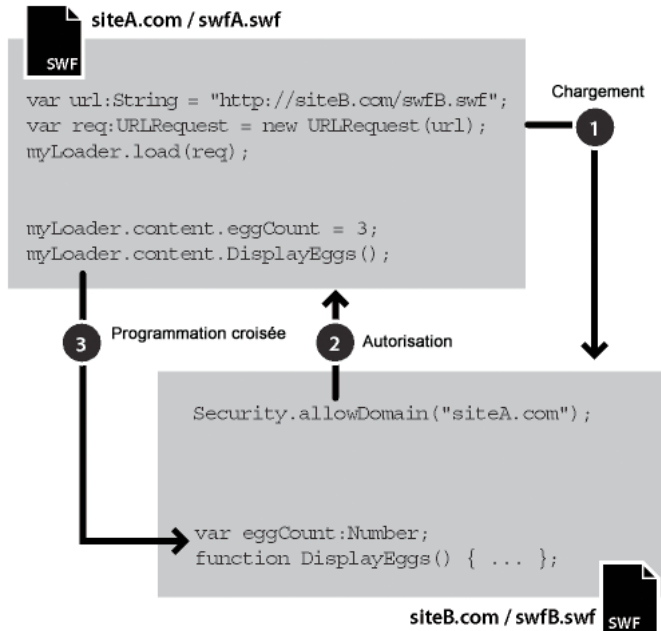 siteA.com / swfA.swf
SWF
var url:String = "http://siteB.com/swfB.swf";
var req:URLRequest = new URLRequest(url);
myLoader.load(req);
Chargement
1
myLoader.content.eggCount = 3;
myLoader.content.DisplayEggs();
3 Programmation croisée
2 Autorisation
Security.allowDomain("siteA.com");
var eggCount:Number;
function DisplayEggs() { ... };
siteB.com / swfB.swf
SWF